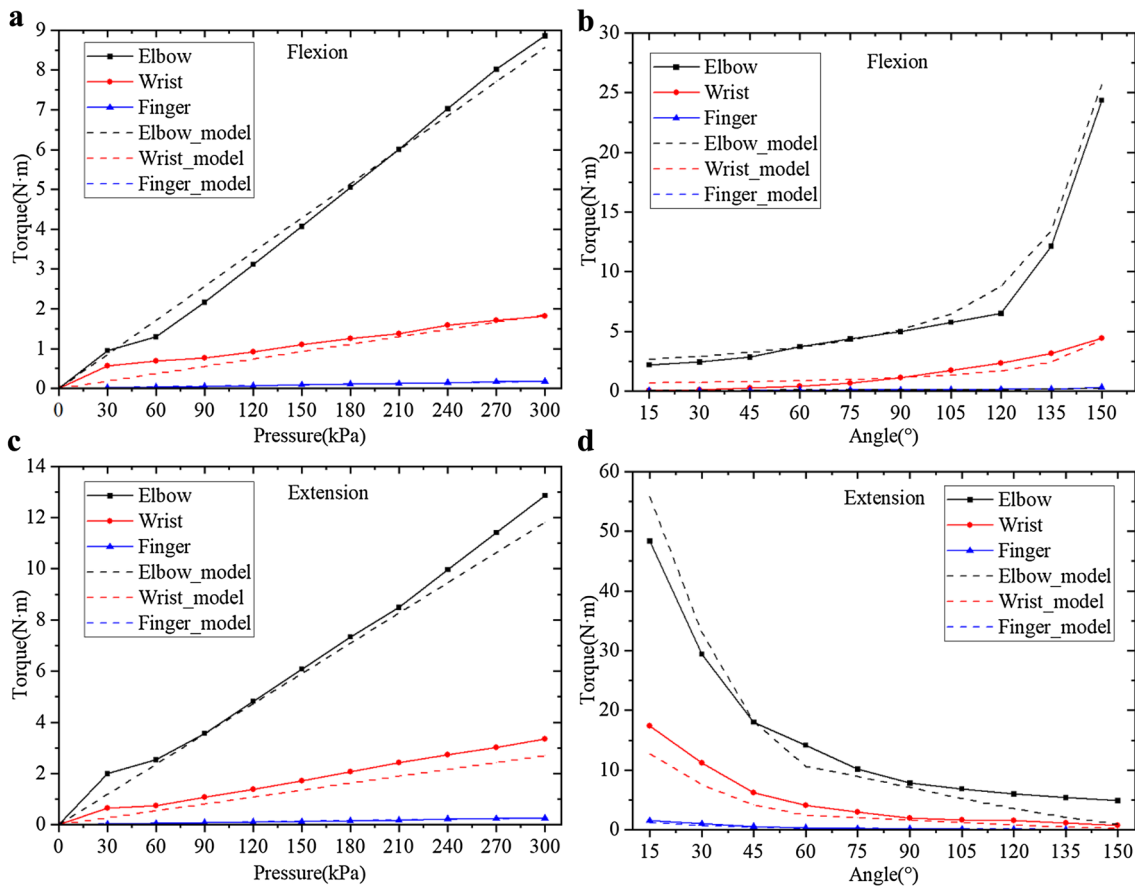 a
9
8
7
6
5
4
3
2
1
0
Torque(N·m)
Elbow
Wrist
Finger
Elbow_model
Wrist_model
Finger_model
Flexion
0 30 60 90 120 150 180 210 240 270 300
Pressure(kPa)
b
30
25
20
15
10
5
0
Torque(N·m)
Elbow
Wrist
Finger
Elbow_model
Wrist_model
Finger_model
Flexion
15 30 45 60 75 90 105 120 135 150
Angle(°)
c
14
12
10
8
6
4
2
0
Torque(N·m)
Elbow
Wrist
Finger
Elbow_model
Wrist_model
Finger_model
Extension
0 30 60 90 120 150 180 210 240 270 300
Pressure(kPa)
d
60
50
40
30
20
10
0
Torque(N·m)
Extension
Elbow
Wrist
Finger
Elbow_model
Wrist_model
Finger_model
15 30 45 60 75 90 105 120 135 150
Angle(°)